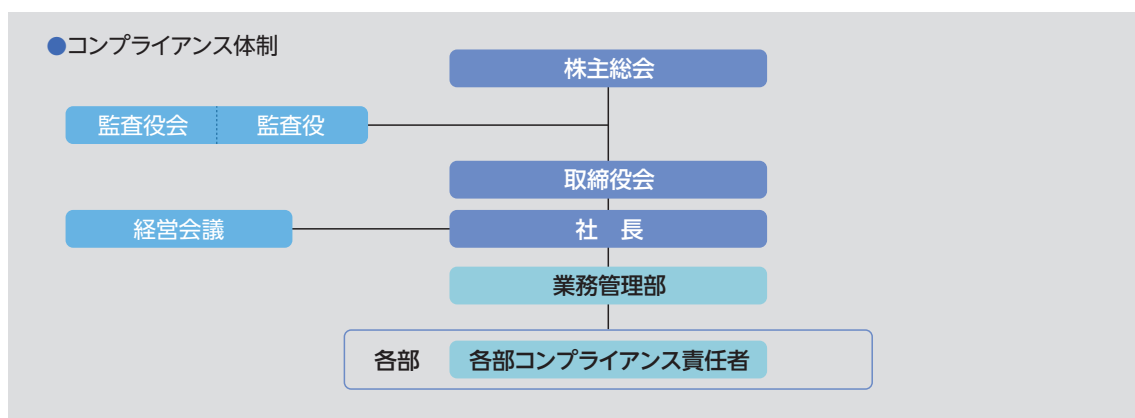 ●コンプライアンス体制
株主総会
監査役会 監査役
取締役会
経営会議 社　長
業務管理部
各部 各部コンプライアンス責任者